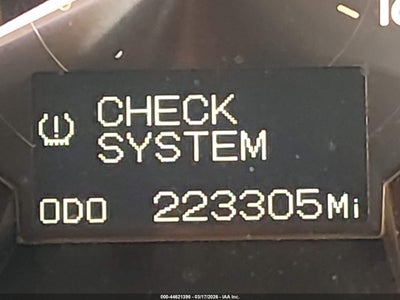 CHECK
SYSTEM
ODO 223305Mi
000-44621390 - 03/17/2026 - IAA Inc.